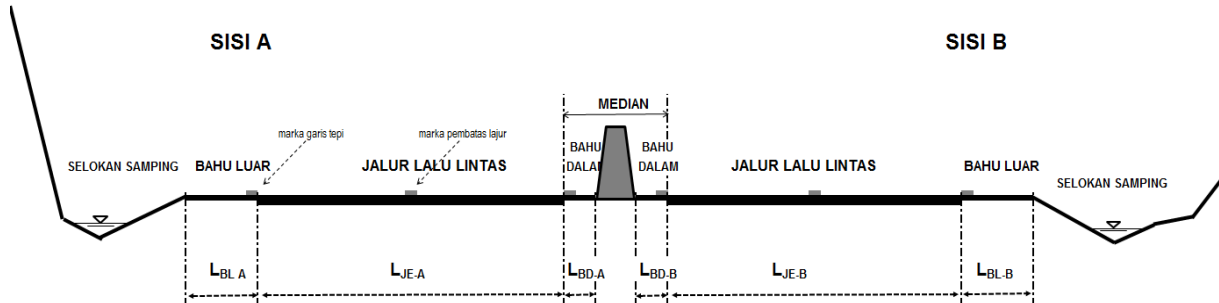 SISI A
SISI B
MEDIAN
marka garis tepi
marka pembatas lajur
SELOKAN SAMPING
BAHU LUAR
JALUR LALU LINTAS
BAHU
DALAM
BAHU
DALAM
JALUR LALU LINTAS
BAHU LUAR
SELOKAN SAMPING
LBL A
LJE-A
LBD-A
LBD-B
LJE-B
LBL-B